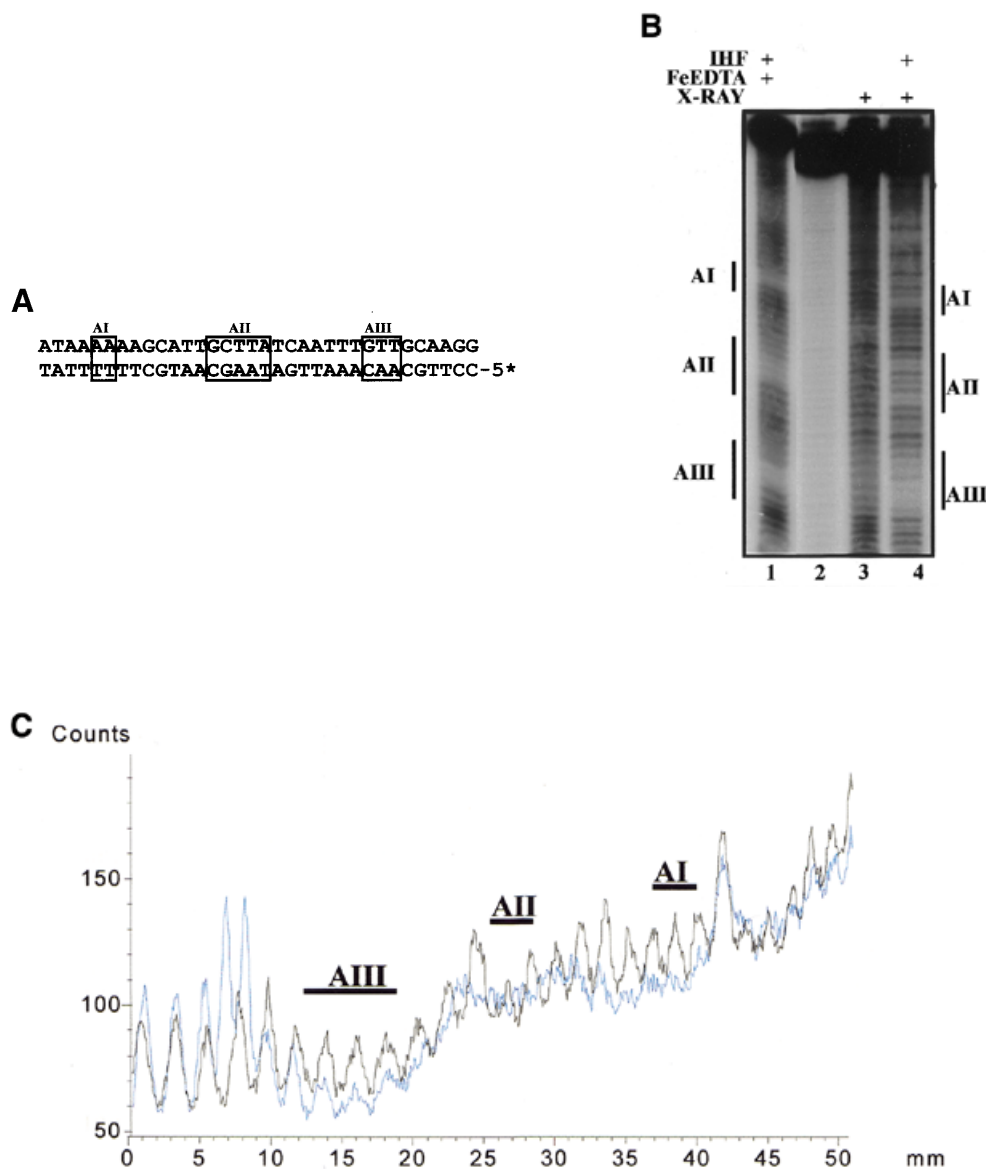 B
IHF + +
FeEDTA +
X-RAY + +
A
AI AII AIII
ATAAAAAAGCATTGCTTATCAATTTGTTGCAAGG
TATTTTTTCGTAACGAATAGTTAAACAACGTTCC-5*
AI
AII
AIII
AI
AII
AIII
1 2 3 4
C
Counts
150
100
50
AIII
AII
AI
0 5 10 15 20 25 30 35 40 45 50 mm